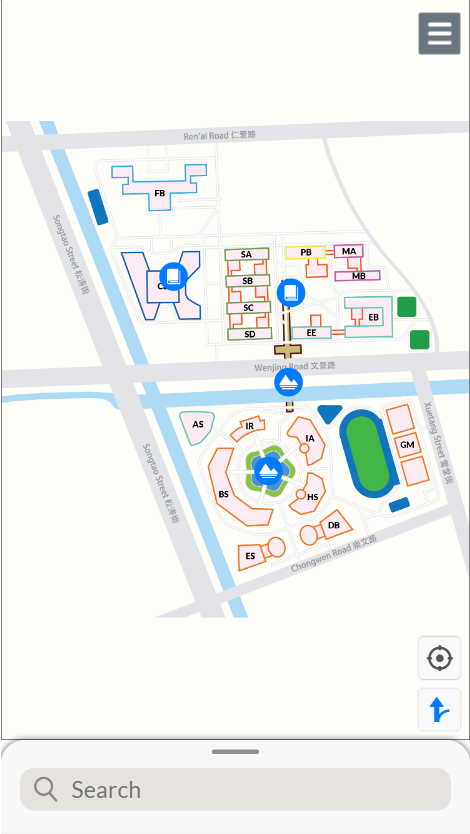 Ren'ai Road 仁爱路
FB
Songtao Street 松涛街
SA
PB
MA
SB
MB
SC
EB
SD
EE
Wenjing Road 文景路
AS
IR
IA
GM
Xuetang Street 雪堂街
Songtao Street 松涛街
BS
HS
DB
ES
Chongwen Road 崇文路
Search